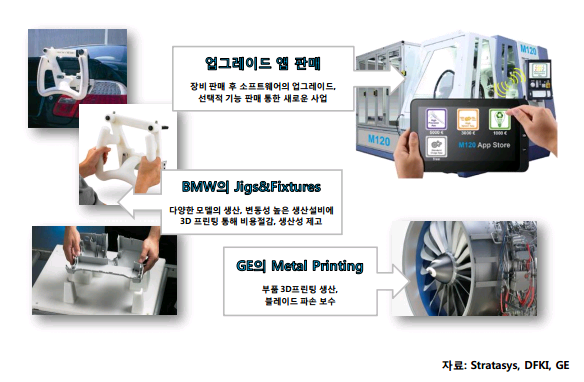 업그레이드 앱 판매
장비 판매 후 소프트웨어의 업그레이드,
선택적 기능 판매 통한 새로운 사업
M120
5000 € 3000 € 1000 €
M120 App Store
Free
BMW의 Jigs&Fixtures
다양한 모델의 생산, 변동성 높은 생산설비에
3D 프린팅 통해 비용절감, 생산성 제고
GE의 Metal Printing
부품 3D프린팅 생산,
블레이드 파손 보수
자료: Stratasys, DFKI, GE